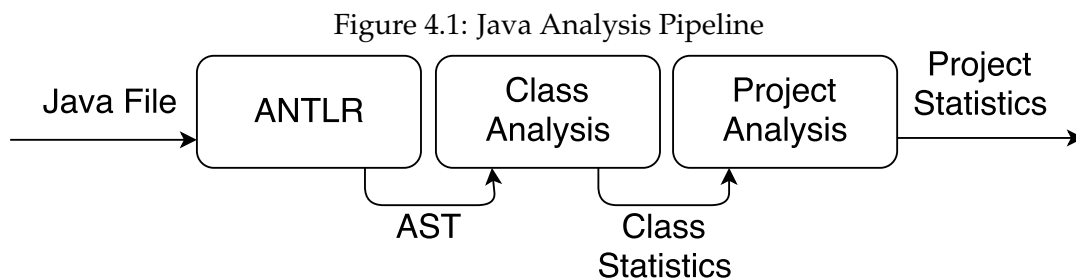 Figure 4.1: Java Analysis Pipeline
Java File
ANTLR
Class
Analysis
Project
Analysis
Project
Statistics
AST
Class
Statistics